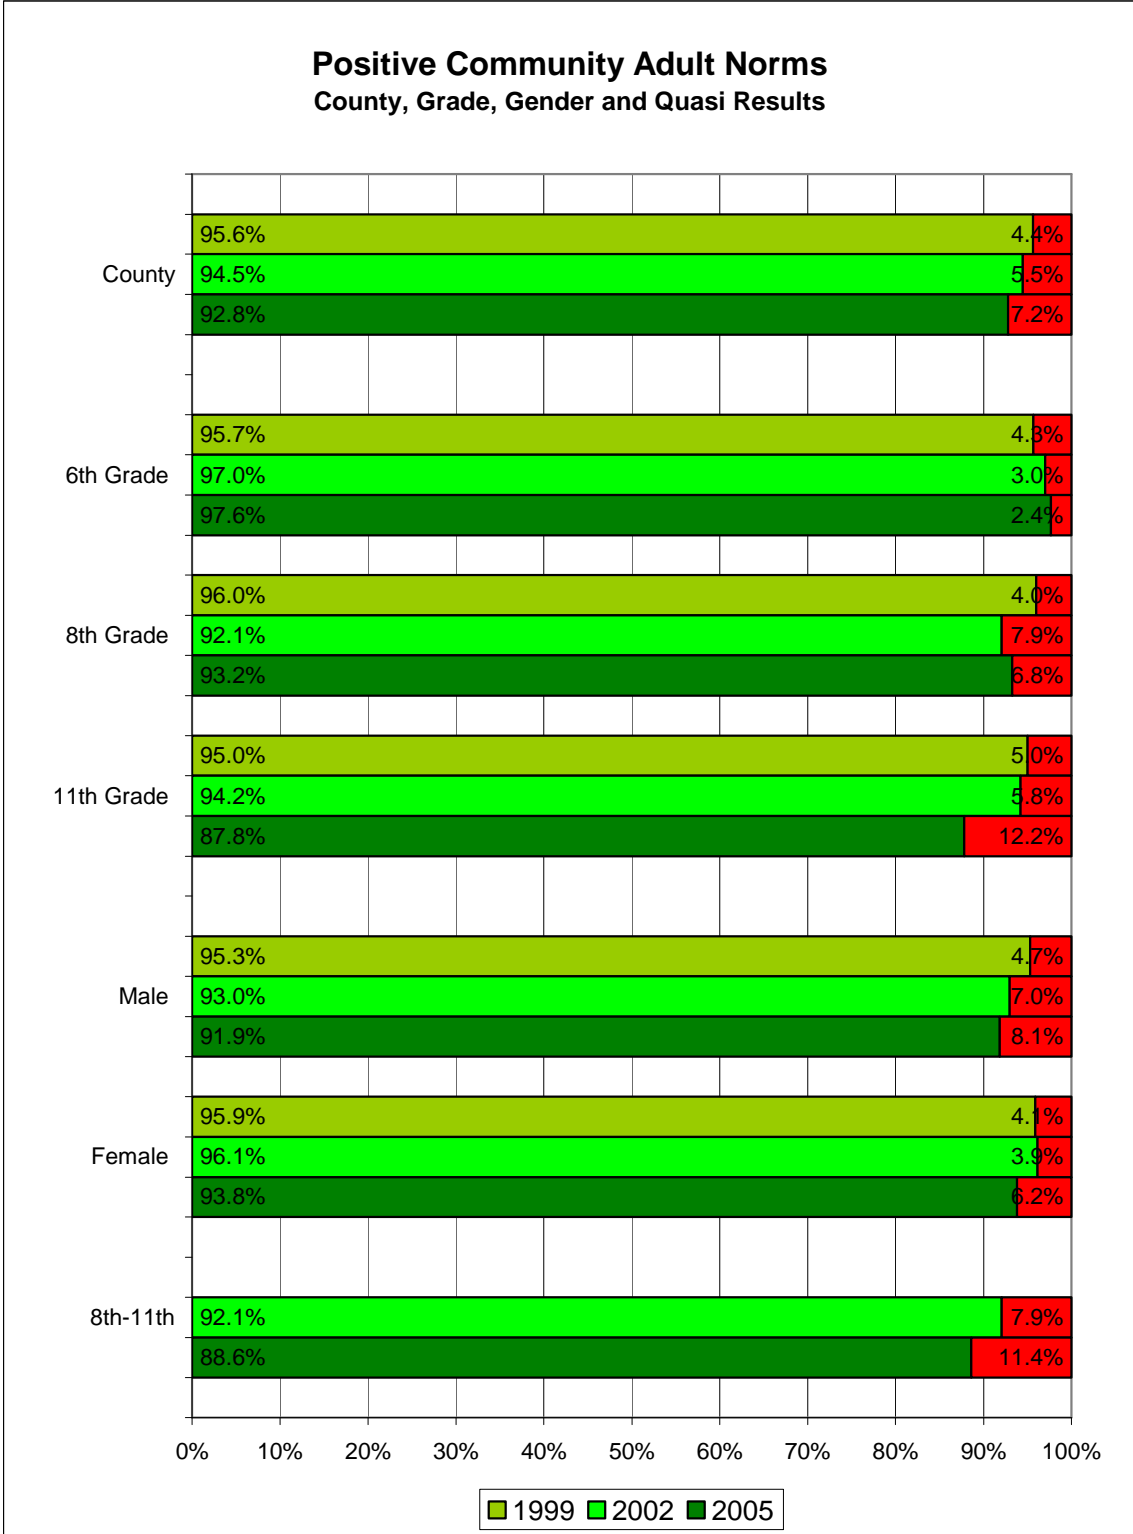 Positive Community Adult Norms
County, Grade, Gender and Quasi Results
95.6% 4.4%
County 94.5% 5.5%
92.8% 7.2%
95.7% 4.3%
6th Grade 97.0% 3.0%
97.6% 2.4%
96.0% 4.0%
8th Grade 92.1% 7.9%
93.2% 6.8%
95.0% 5.0%
11th Grade 94.2% 5.8%
87.8% 12.2%
95.3% 4.7%
Male 93.0% 7.0%
91.9% 8.1%
95.9% 4.1%
Female 96.1% 3.9%
93.8% 6.2%
8th-11th 92.1% 7.9%
88.6% 11.4%
0% 10% 20% 30% 40% 50% 60% 70% 80% 90% 100%
1999 2002 2005